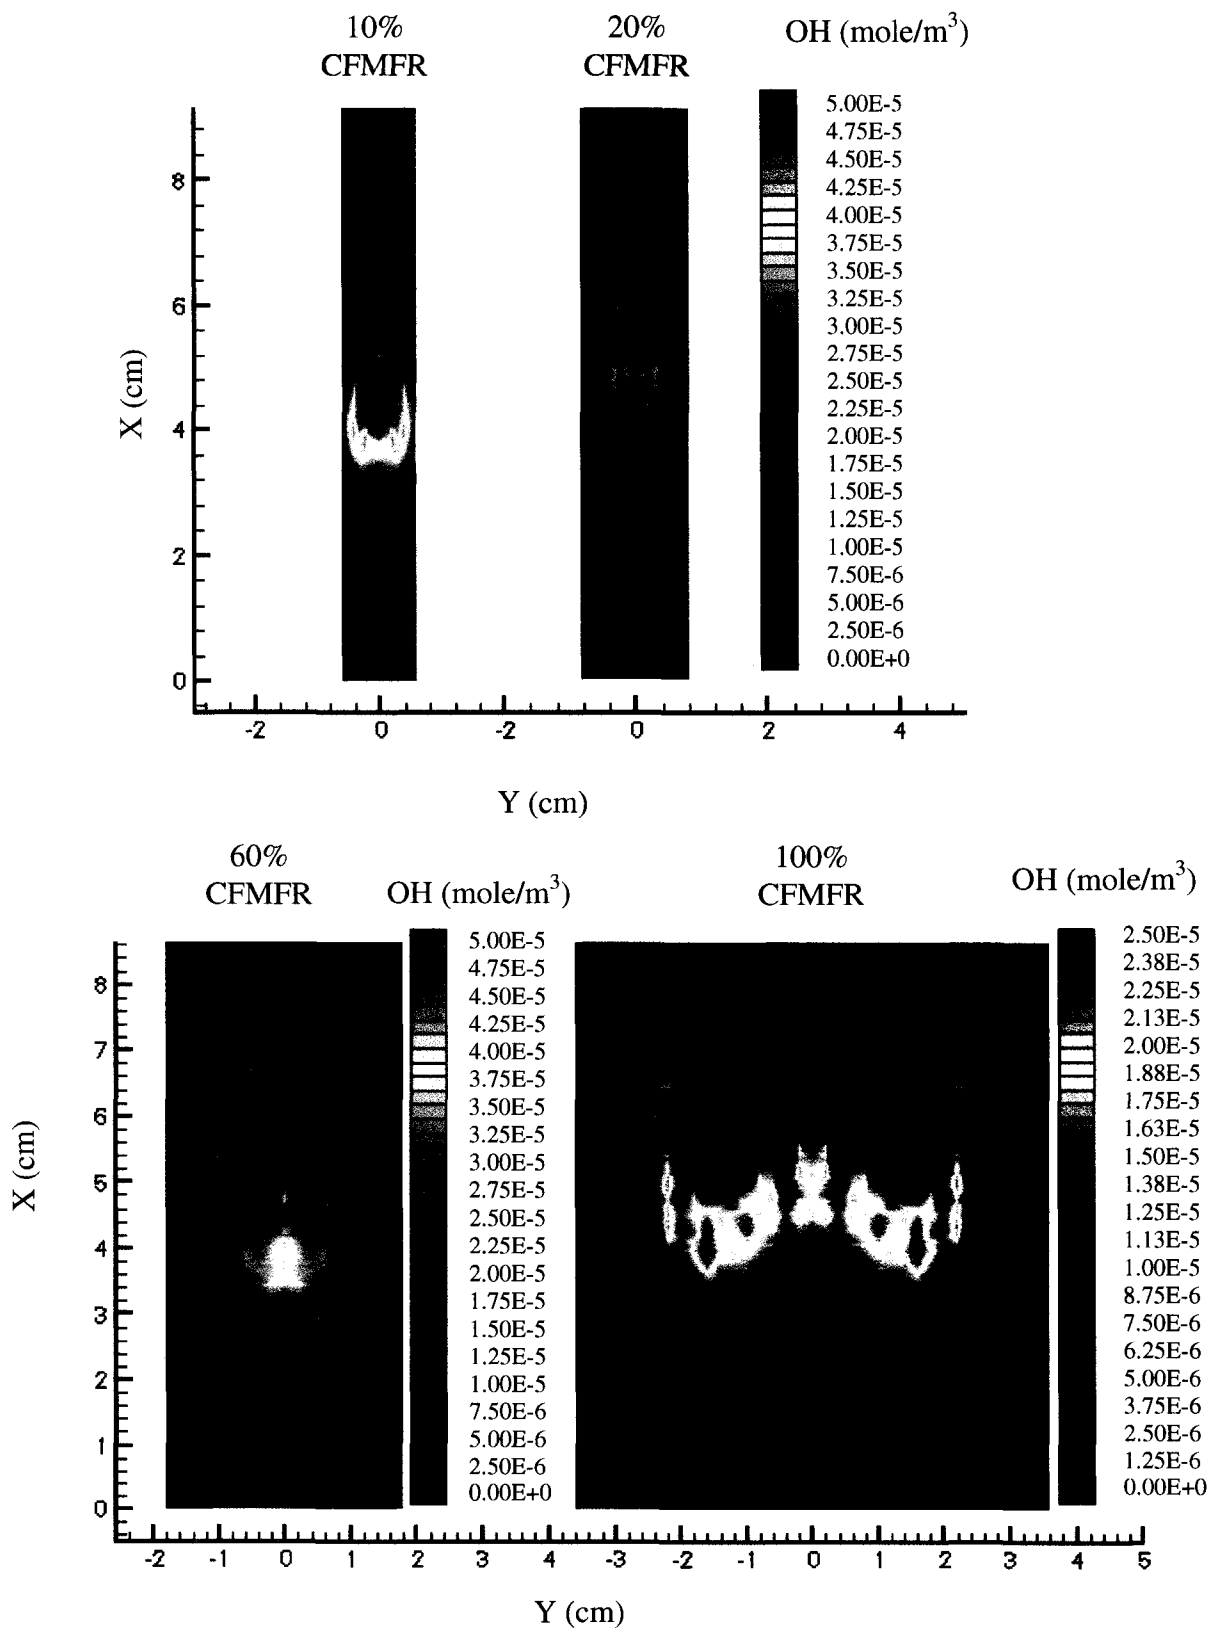 10%
CFMFR
20%
CFMFR
OH (mole/m³)
5.00E-5
4.75E-5
4.50E-5
4.25E-5
4.00E-5
3.75E-5
3.50E-5
3.25E-5
3.00E-5
2.75E-5
2.50E-5
2.25E-5
2.00E-5
1.75E-5
1.50E-5
1.25E-5
1.00E-5
7.50E-6
5.00E-6
2.50E-6
0.00E+0
8
6
4
2
0
X (cm)
-2 0 -2 0 2 4
Y (cm)
60%
CFMFR
OH (mole/m³)
5.00E-5
4.75E-5
4.50E-5
4.25E-5
4.00E-5
3.75E-5
3.50E-5
3.25E-5
3.00E-5
2.75E-5
2.50E-5
2.25E-5
2.00E-5
1.75E-5
1.50E-5
1.25E-5
1.00E-5
7.50E-6
5.00E-6
2.50E-6
0.00E+0
100%
CFMFR
OH (mole/m³)
2.50E-5
2.38E-5
2.25E-5
2.13E-5
2.00E-5
1.88E-5
1.75E-5
1.63E-5
1.50E-5
1.38E-5
1.25E-5
1.13E-5
1.00E-5
8.75E-6
7.50E-6
6.25E-6
5.00E-6
3.75E-6
2.50E-6
1.25E-6
0.00E+0
8
7
6
5
4
3
2
1
0
X (cm)
-2 -1 0 1 2 3 4 -3 -2 -1 0 1 2 3 4 5
Y (cm)